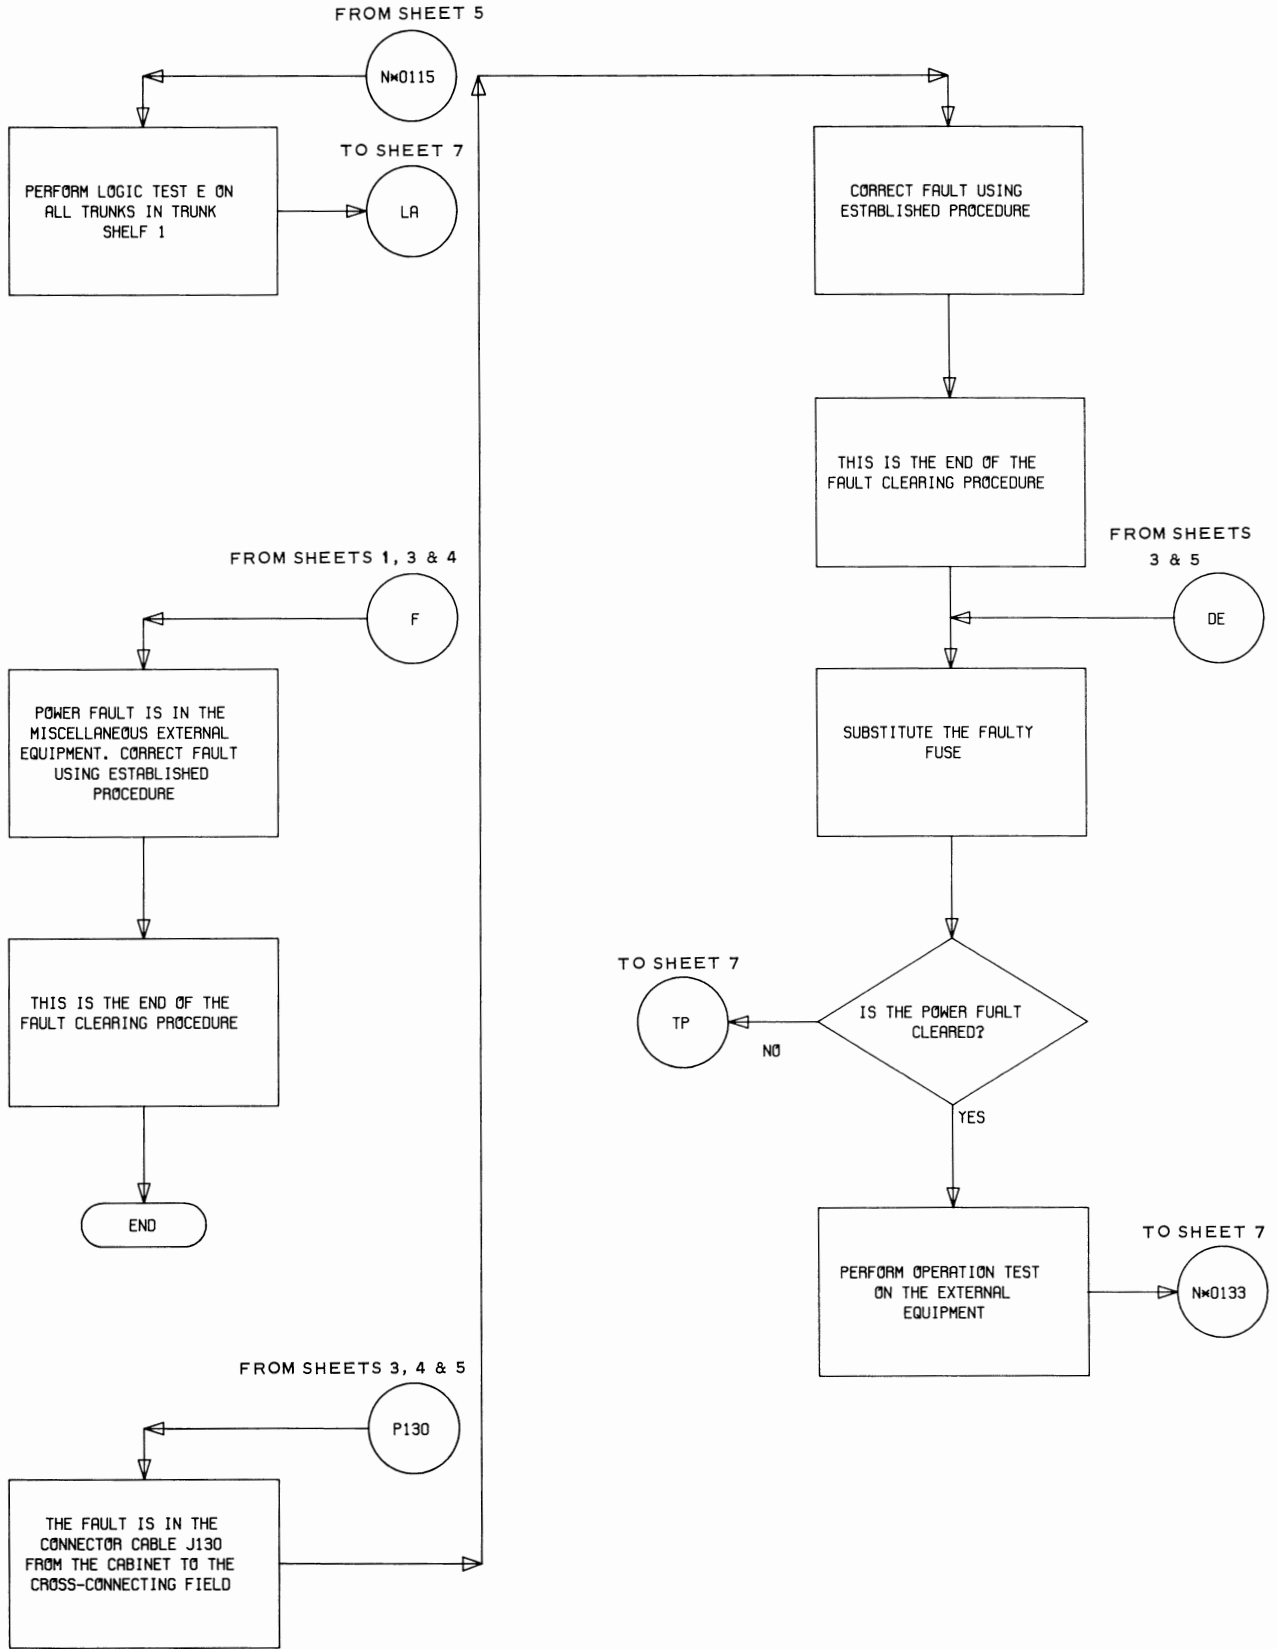 FROM SHEET 5
N*0115
PERFORM LOGIC TEST E ON
ALL TRUNKS IN TRUNK
SHELF 1
TO SHEET 7
LA
FROM SHEETS 1, 3 & 4
F
POWER FAULT IS IN THE
MISCELLANEOUS EXTERNAL
EQUIPMENT. CORRECT FAULT
USING ESTABLISHED
PROCEDURE
THIS IS THE END OF THE
FAULT CLEARING PROCEDURE
END
FROM SHEETS 3, 4 & 5
P130
THE FAULT IS IN THE
CONNECTOR CABLE J130
FROM THE CABINET TO THE
CROSS-CONNECTING FIELD
CORRECT FAULT USING
ESTABLISHED PROCEDURE
THIS IS THE END OF THE
FAULT CLEARING PROCEDURE
FROM SHEETS
3 & 5
DE
SUBSTITUTE THE FAULTY
FUSE
IS THE POWER FUALT
CLEARED?
TO SHEET 7
TP
NO
YES
PERFORM OPERATION TEST
ON THE EXTERNAL
EQUIPMENT
TO SHEET 7
N*0133